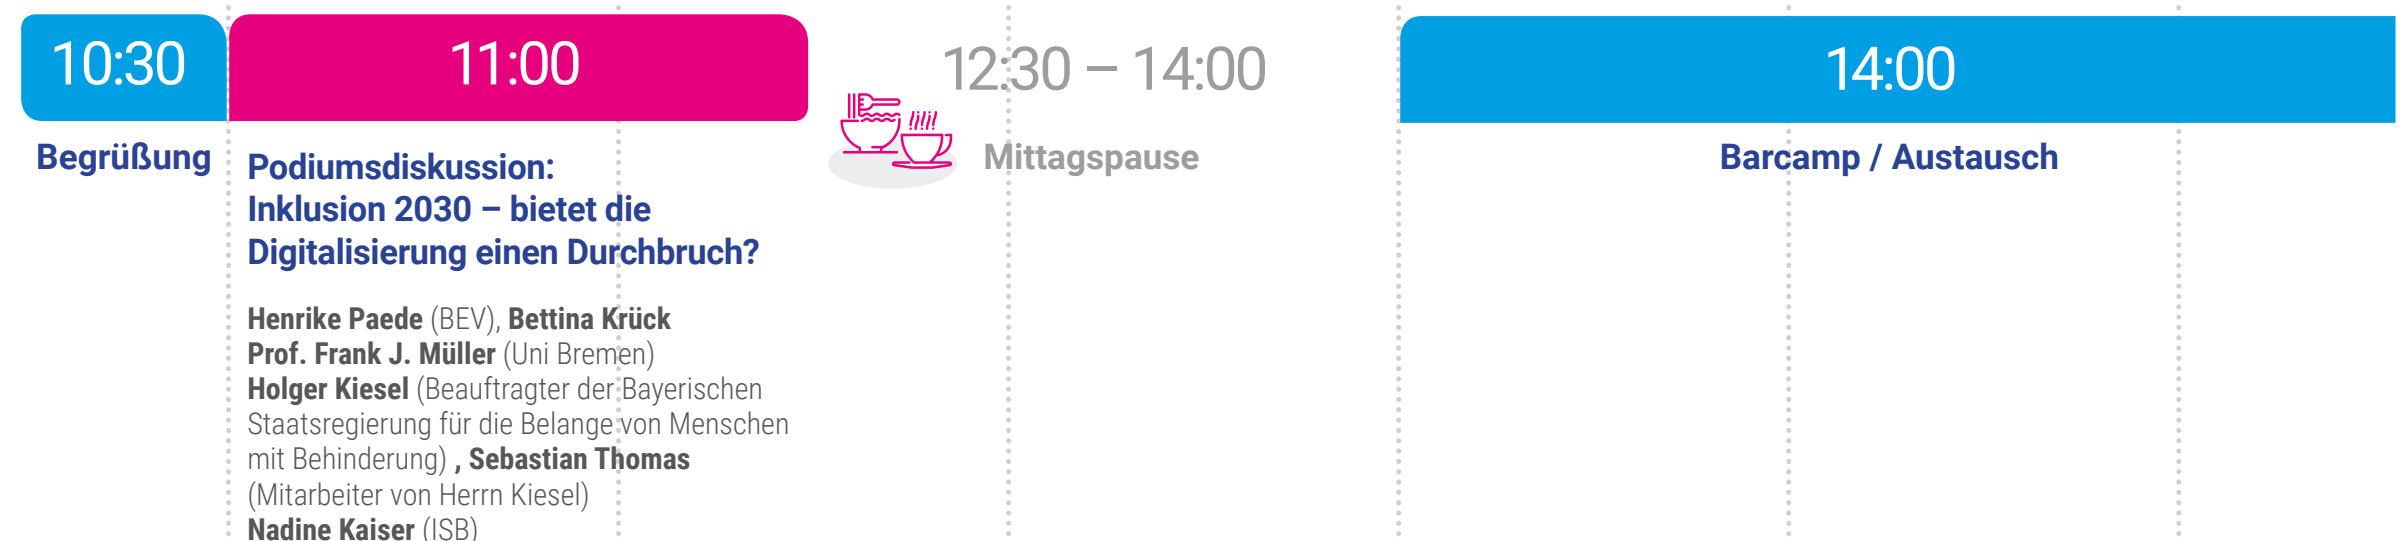 10:30
Begrüßung
11:00
Podiumsdiskussion:
Inklusion 2030 – bietet die
Digitalisierung einen Durchbruch?
Henrike Paede (BEV), Bettina Krück
Prof. Frank J. Müller (Uni Bremen)
Holger Kiesel (Beauftragter der Bayerischen
Staatsregierung für die Belange von Menschen
mit Behinderung) , Sebastian Thomas
(Mitarbeiter von Herrn Kiesel)
Nadine Kaiser (ISB)
12:30 – 14:00
Mittagspause
14:00
Barcamp / Austausch